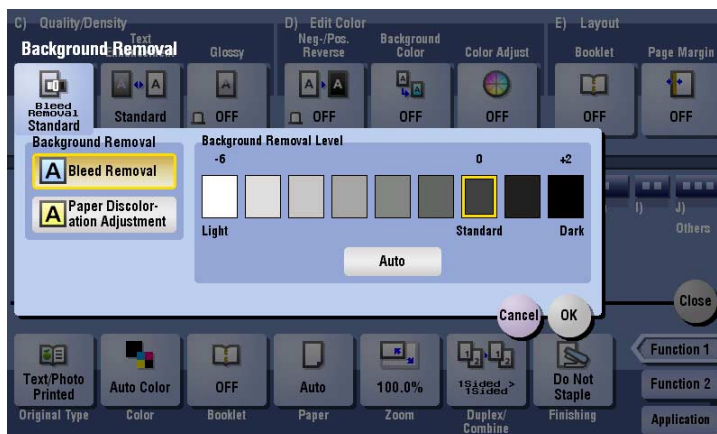 C) Quality/Density
D) Edit Color
E) Layout
Background Removal
Text
Glossy
Neg-/Pos.
Reverse
Background
Color
Color Adjust
Booklet
Page Margin
A
A
A
A
A
Bleed
Removal
Standard
Standard
OFF
OFF
OFF
OFF
OFF
OFF
Background Removal
A Bleed Removal
A Paper Discolor-
ation Adjustment
Background Removal Level
-6
0
+2
Light
Standard
Dark
Auto
I)
J)
Others
Cancel
OK
Close
Text/Photo
Printed
Auto Color
OFF
Auto
100.0%
1Sided >
1Sided
Do Not
Staple
Original Type
Color
Booklet
Paper
Zoom
Duplex/
Combine
Finishing
Function 1
Function 2
Application